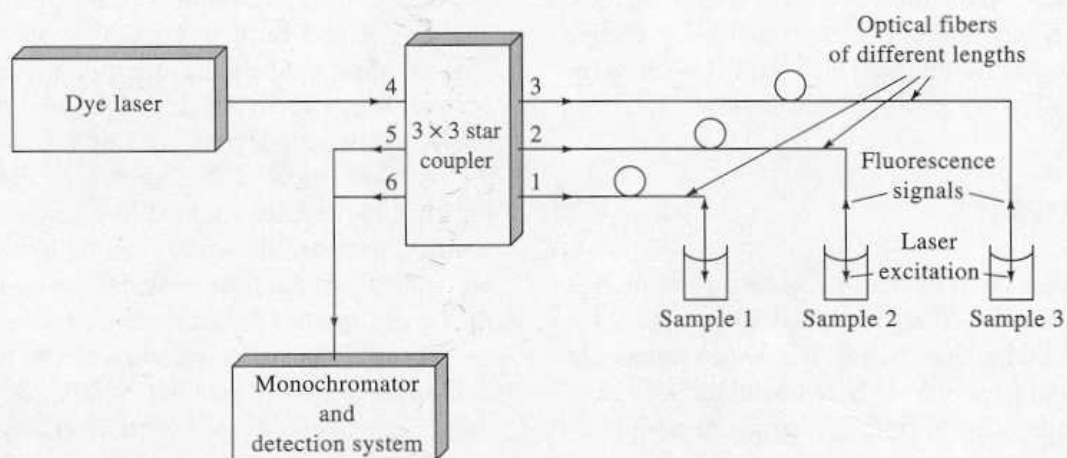 Optical fibers
of different lengths
Dye laser
4
3
3 × 3 star
coupler
5
2
6
1
Fluorescence
signals
Laser
excitation
Sample 1
Sample 2
Sample 3
Monochromator
and
detection system